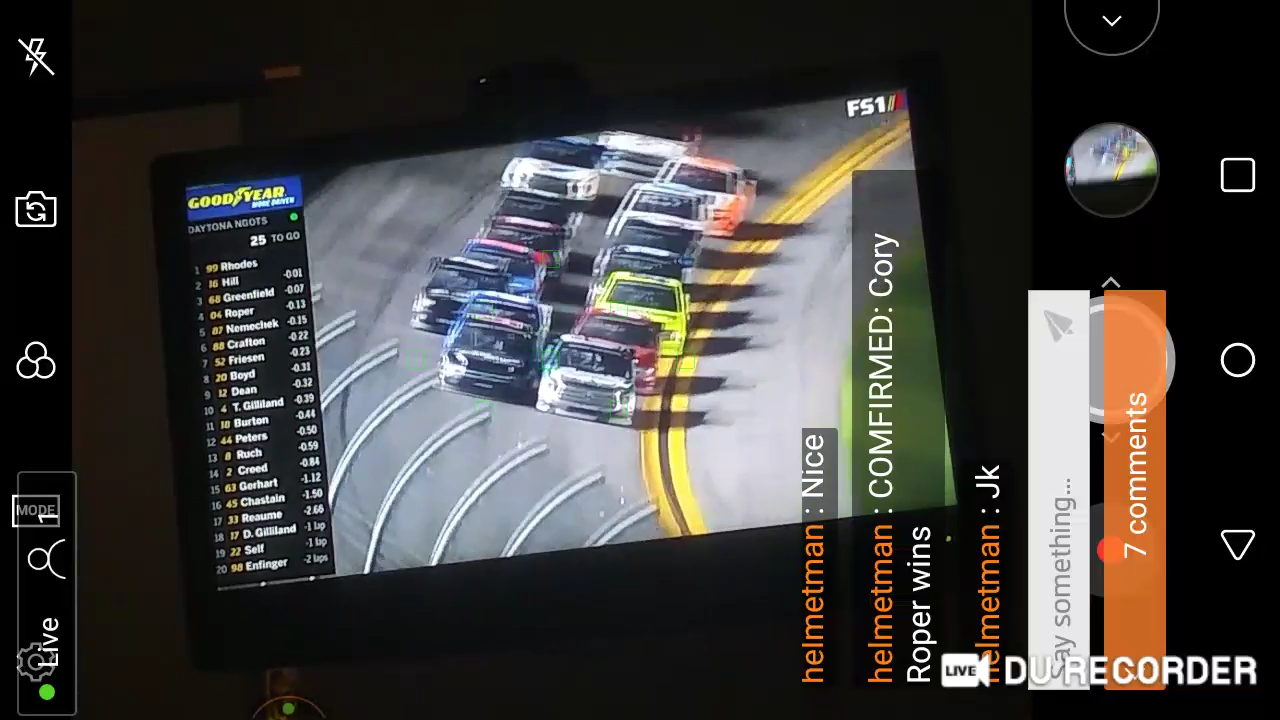 FS1
GOODYEAR
MORE DRIVEN
DAYTONA NGOTS
25 TO GO
1 99 Rhodes
2 16 Hill -0.01
3 68 Greenfield -0.07
4 04 Roper -0.13
5 87 Nemechek -0.15
6 88 Crafton -0.22
7 52 Friesen -0.23
8 20 Boyd -0.31
9 12 Dean -0.32
10 4 T. Gilliland -0.39
11 18 Burton -0.44
12 44 Peters -0.50
13 8 Ruch -0.59
14 2 Creed -0.84
15 63 Gerhart -1.12
16 45 Chastain -1.50
17 33 Reaume -2.66
18 17 D. Gilliland -1 lap
19 22 Self -1 lap
20 98 Enfinger -2 laps
MODE
1
Live
helmetman : Nice
helmetman : COMFIRMED: Cory
Roper wins
helmetman : Jk
Say something...
7 comments
LIVE DU RECORDER